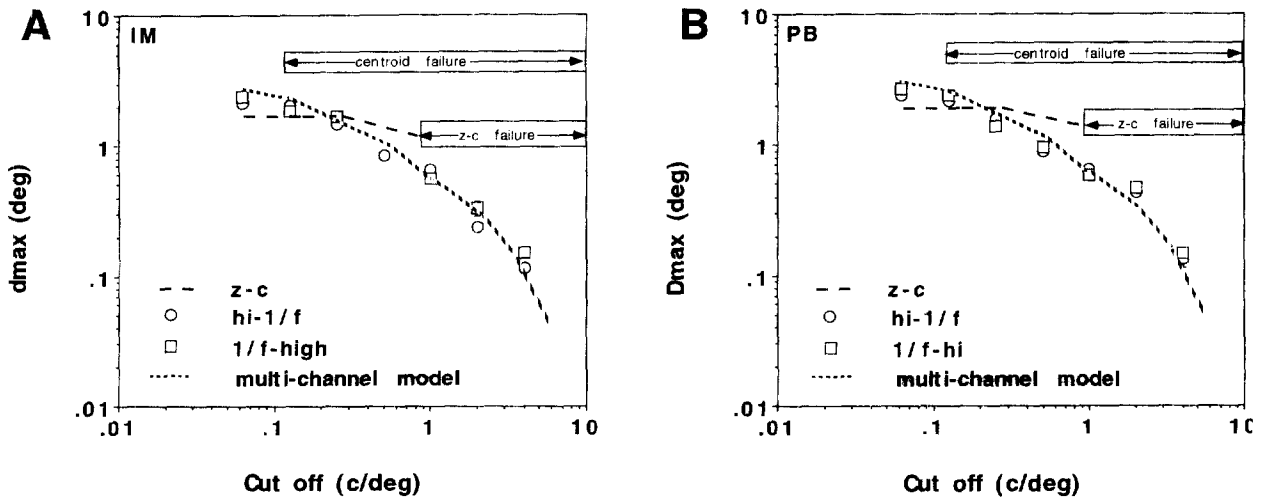 A
IM
10
1
.1
.01
dmax (deg)
centroid failure
z-c failure
z-c
hi-1/f
1/f-high
multi-channel model
.01
.1
1
10
Cut off (c/deg)
B
PB
10
1
.1
.01
Dmax (deg)
centroid failure
z-c failure
z-c
hi-1/f
1/f-hi
multi-channel model
.01
.1
1
10
Cut off (c/deg)